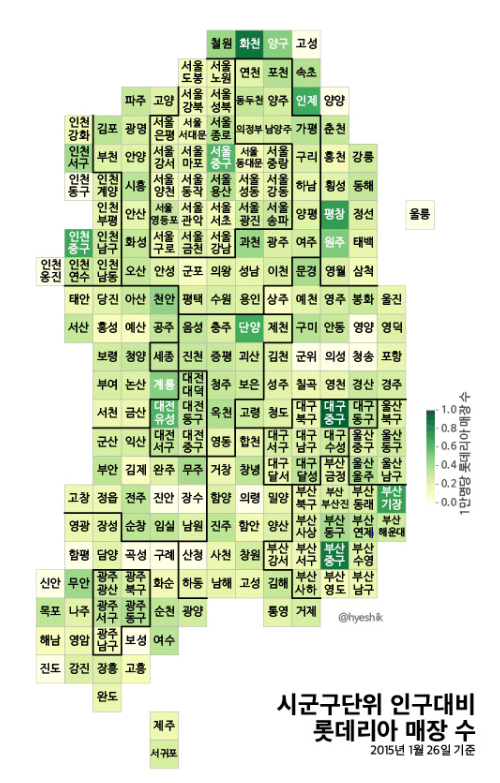 철원 화천 양구 고성
서울 도봉 서울 노원 연천 포천 속초
파주 고양 서울 강북 서울 성북 동두천 양주 인제 양양
인천 강화 김포 광명 서울 은평 서울 서대문 서울 종로 의정부 남양주 가평 춘천
인천 서구 부천 안양 서울 강서 서울 마포 서울 중구 서울 동대문 서울 중랑 구리 홍천 강릉
인천 동구 인천 계양 시흥 서울 양천 서울 동작 서울 용산 서울 성동 서울 강동 하남 횡성 동해
인천 부평 안산 서울 영등포 서울 관악 서울 서초 서울 광진 서울 송파 양평 평창 정선 울릉
인천 중구 인천 남구 화성 서울 구로 서울 금천 서울 강남 과천 광주 여주 원주 태백
인천 옹진 인천 연수 인천 남동 오산 안성 군포 의왕 성남 이천 문경 영월 삼척
태안 당진 아산 천안 평택 수원 용인 상주 예천 영주 봉화 울진
서산 홍성 예산 공주 음성 충주 단양 제천 구미 안동 영양 영덕
보령 청양 세종 진천 증평 괴산 김천 군위 의성 청송 포항
부여 논산 계룡 대전 대덕 청주 보은 성주 칠곡 영천 경산 경주
서천 금산 대전 유성 대전 동구 옥천 고령 청도 대구 북구 대구 중구 대구 동구 울산 북구
군산 익산 대전 서구 대전 중구 영동 합천 대구 서구 대구 남구 대구 수성 울산 중구 울산 동구
부안 김제 완주 무주 거창 창녕 대구 달서 대구 달성 부산 금정 울산 울주 울산 남구
고창 정읍 전주 진안 장수 함양 의령 밀양 부산 북구 부산 부산진 부산 동래 부산 기장
영광 장성 순창 임실 남원 진주 함안 양산 부산 사상 부산 동구 부산 연제 부산 해운대
함평 담양 곡성 구례 산청 사천 창원 부산 강서 부산 서구 부산 중구 부산 수영
신안 무안 광주 광산 광주 북구 화순 하동 남해 고성 김해 부산 사하 부산 영도 부산 남구
목포 나주 광주 서구 광주 동구 순천 광양 통영 거제
해남 영암 광주 남구 보성 여수
진도 강진 장흥 고흥
완도
제주
서귀포
1.0
0.8
0.6
0.4
0.2
0.0
1만명당 롯데리아 매장 수
@hyeshik
시군구단위 인구대비
롯데리아 매장 수
2015년 1월 26일 기준